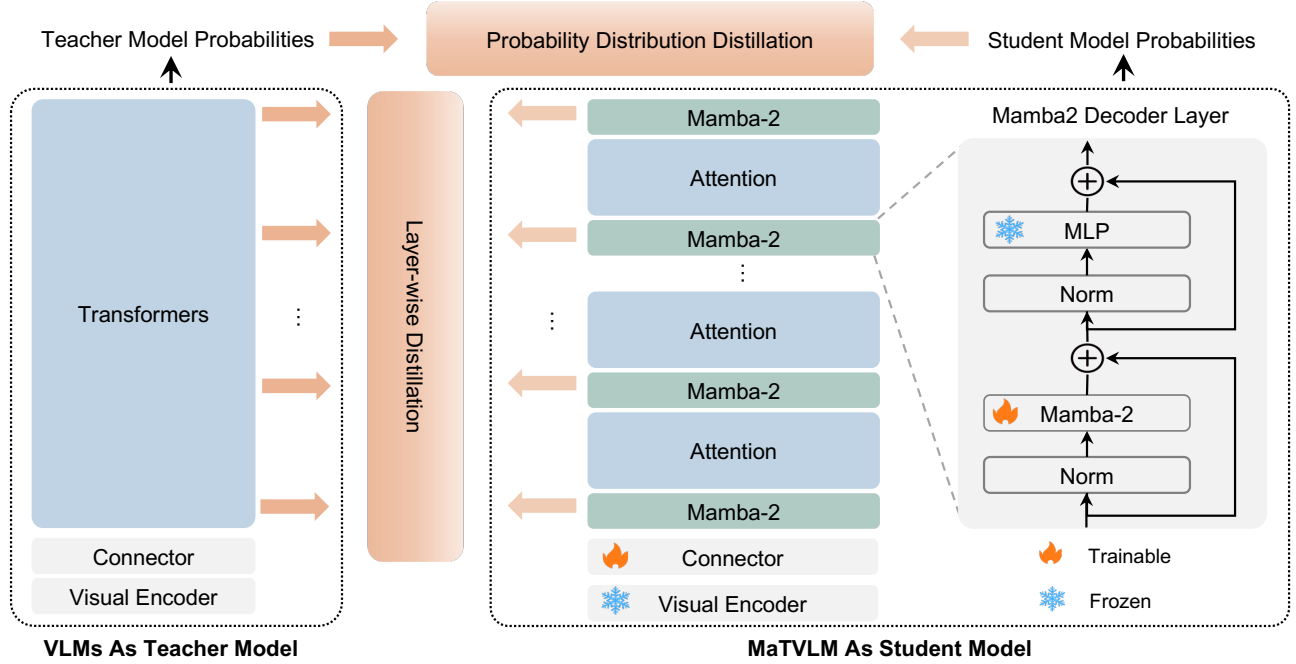 Teacher Model Probabilities
Probability Distribution Distillation
Student Model Probabilities
Transformers
...
Connector
Visual Encoder
VLMs As Teacher Model
Layer-wise Distillation
...
Mamba-2
Attention
Mamba-2
...
Attention
Mamba-2
Attention
Mamba-2
Connector
Visual Encoder
Mamba2 Decoder Layer
MLP
Norm
Mamba-2
Norm
Trainable
Frozen
MaTVLM As Student Model